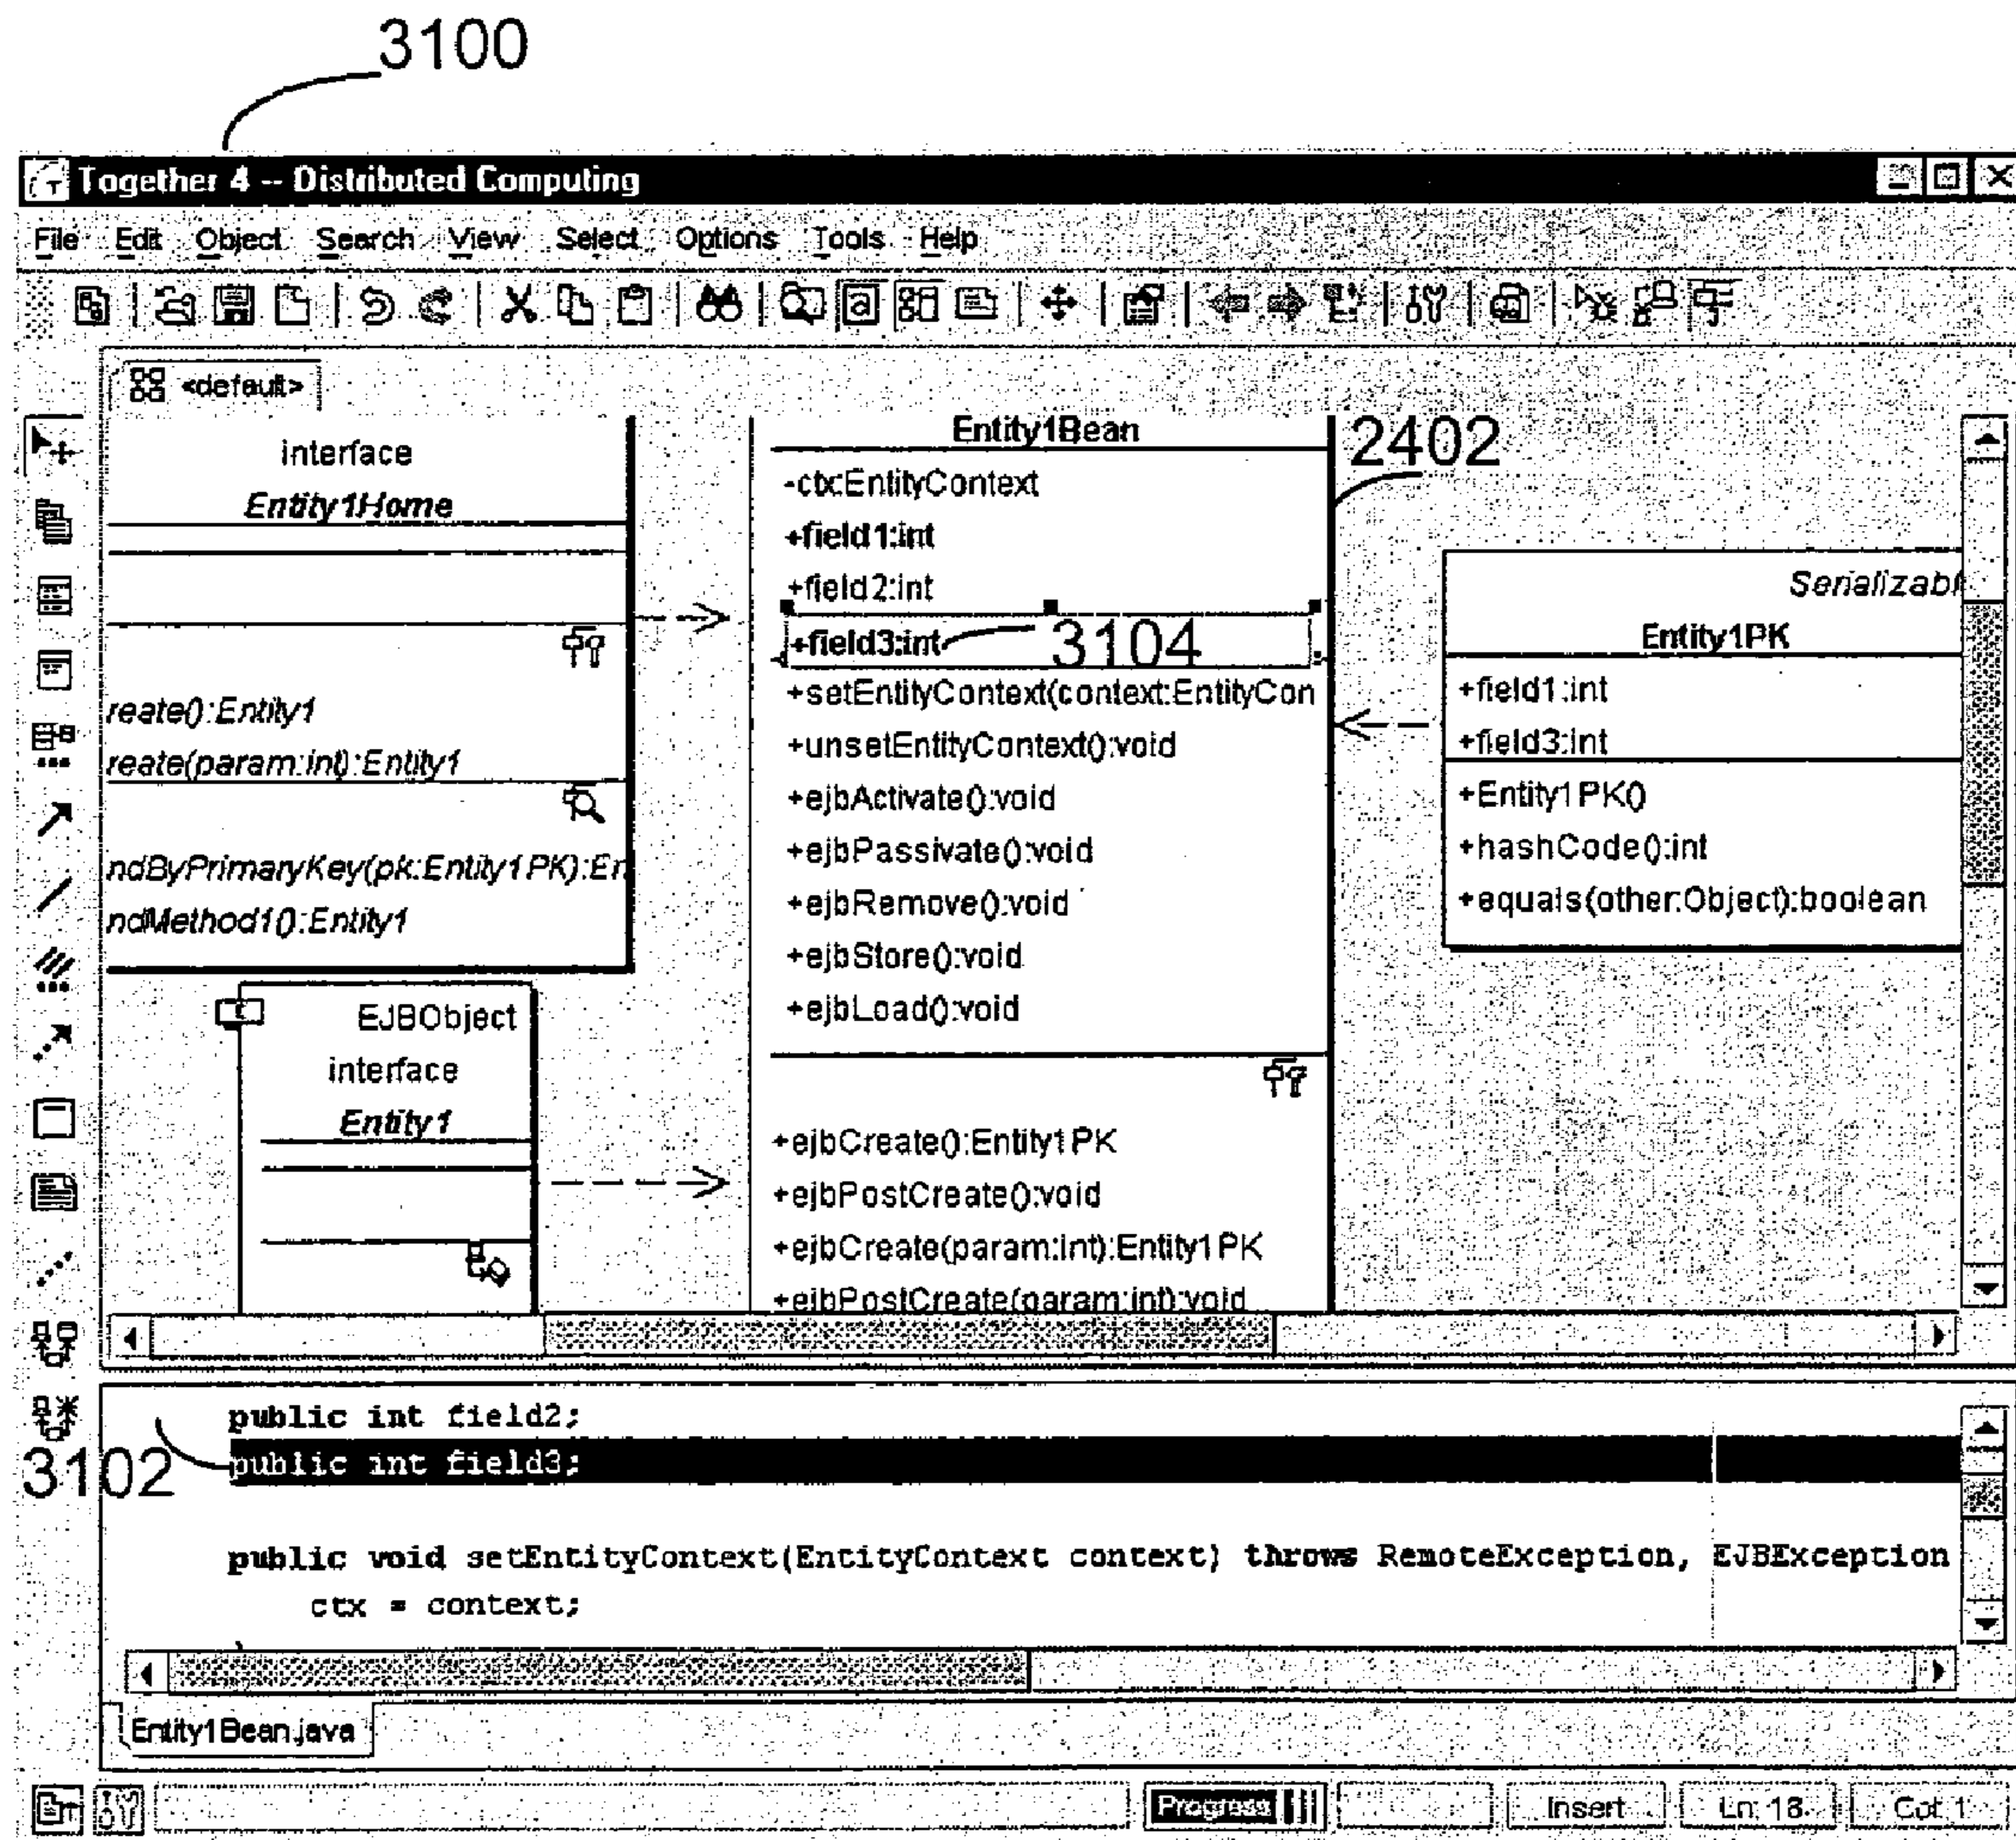 3100
Together 4 -- Distributed Computing
File Edit Object Search View Select Options Tools Help
<default>
interface
Entity1Home
reate():Entity1
reate(param:int):Entity1
ndByPrimaryKey(pk:Entity1PK):En
ndMethod1():Entity1
EJBObject
interface
Entity1
Entity1Bean
-ctx:EntityContext
+field1:int
+field2:int
+field3:int
3104
+setEntityContext(context:EntityCon
+unsetEntityContext():void
+ejbActivate():void
+ejbPassivate():void
+ejbRemove():void
+ejbStore():void
+ejbLoad():void
+ejbCreate():Entity1PK
+ejbPostCreate():void
+ejbCreate(param:int):Entity1PK
+ejbPostCreate(param:int):void
2402
Serializabl
Entity1PK
+field1:int
+field3:int
+Entity1PK()
+hashCode():int
+equals(other:Object):boolean
3102
public int field2;
public int field3;
public void setEntityContext(EntityContext context) throws RemoteException, EJBException
ctx = context;
Entity1Bean.java
Progress Insert Ln: 18 Col: 1